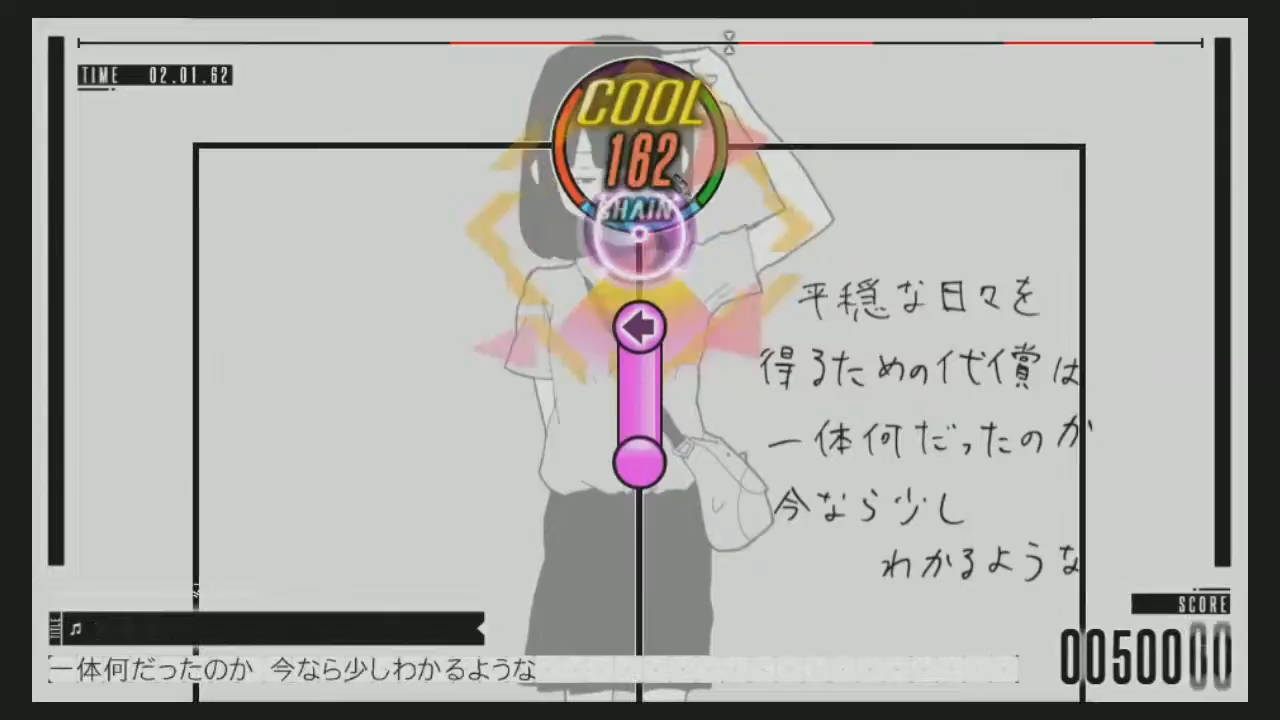 TIME 02.01.62
COOL
162
CHAIN
平穏な日々を
得るための代償は
一体何だったのか
今なら少し
わかるような
SCORE
0050000
TITLE
一体何だったのか 今なら少しわかるような